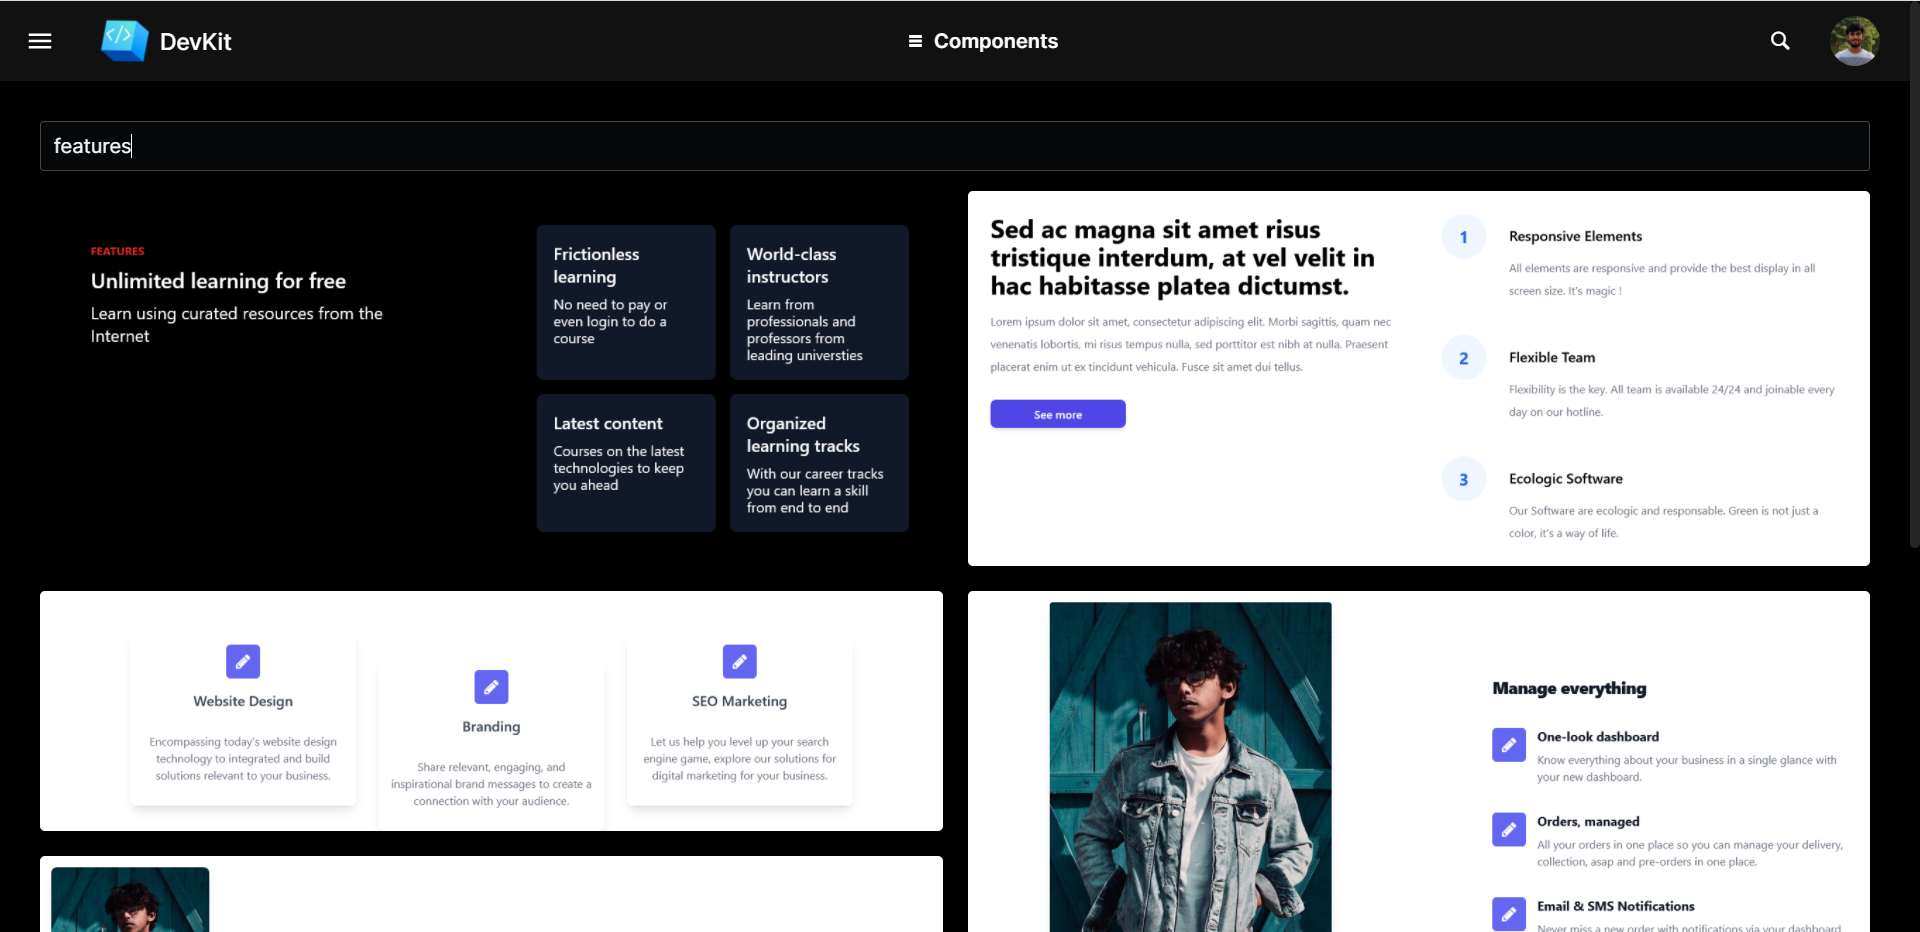 DevKit
Components
features
FEATURES
Unlimited learning for free
Learn using curated resources from the
Internet
Frictionless
learning
No need to pay or
even login to do a
course
World-class
instructors
Learn from
professionals and
professors from
leading universties
Latest content
Courses on the latest
technologies to keep
you ahead
Organized
learning tracks
With our career tracks
you can learn a skill
from end to end
Sed ac magna sit amet risus
tristique interdum, at vel velit in
hac habitasse platea dictumst.
Lorem ipsum dolor sit amet, consectetur adipiscing elit. Morbi sagittis, quam nec
venenatis lobortis, mi risus tempus nulla, sed porttitor est nibh at nulla. Praesent
placerat enim ut ex tincidunt vehicula. Fusce sit amet dui tellus.
See more
1
Responsive Elements
All elements are responsive and provide the best display in all
screen size. It's magic !
2
Flexible Team
Flexibility is the key. All team is available 24/24 and joinable every
day on our hotline.
3
Ecologic Software
Our Software are ecologic and responsable. Green is not just a
color, it's a way of life.
Website Design
Encompassing today's website design
technology to integrated and build
solutions relevant to your business.
Branding
Share relevant, engaging, and
inspirational brand messages to create a
connection with your audience.
SEO Marketing
Let us help you level up your search
engine game, explore our solutions for
digital marketing for your business.
Manage everything
One-look dashboard
Know everything about your business in a single glance with
your new dashboard.
Orders, managed
All your orders in one place so you can manage your delivery,
collection, asap and pre-orders in one place.
Email & SMS Notifications
Never miss a new order with notifications via your dashboard,